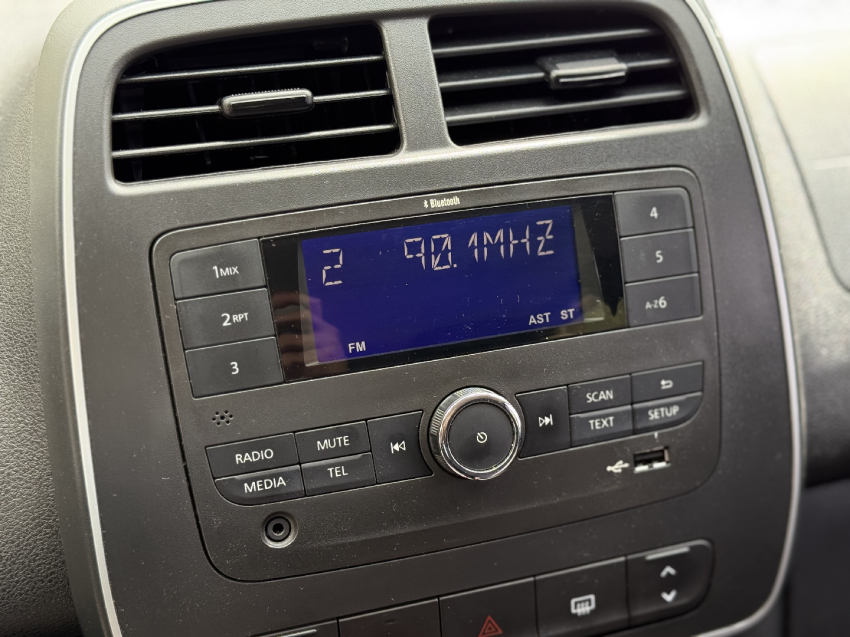 Bluetooth
1MIX
2RPT
3
2 90.1MHZ
FM
AST ST
4
5
A-Z6
RADIO
MEDIA
MUTE
TEL
SCAN
TEXT
SETUP